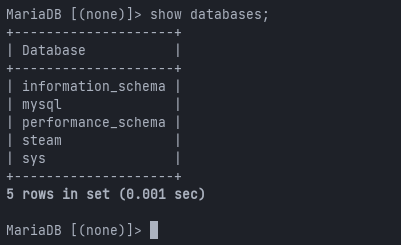 MariaDB [(none)]> show databases;
+--------------------+
| Database           |
+--------------------+
| information_schema |
| mysql              |
| performance_schema |
| steam              |
| sys                |
+--------------------+
5 rows in set (0.001 sec)
MariaDB [(none)]>